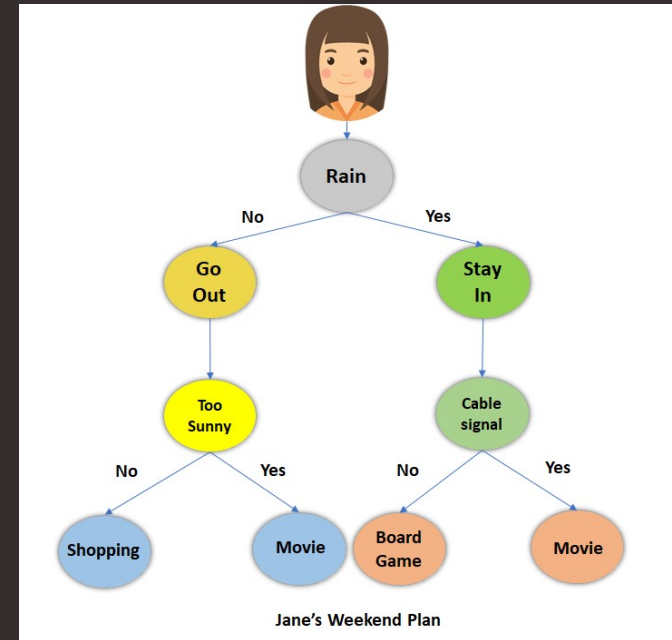 Rain
No
Yes
Go
Out
Stay
In
Too
Sunny
Cable
signal
No
Yes
No
Yes
Shopping
Movie
Board
Game
Movie
Jane's Weekend Plan